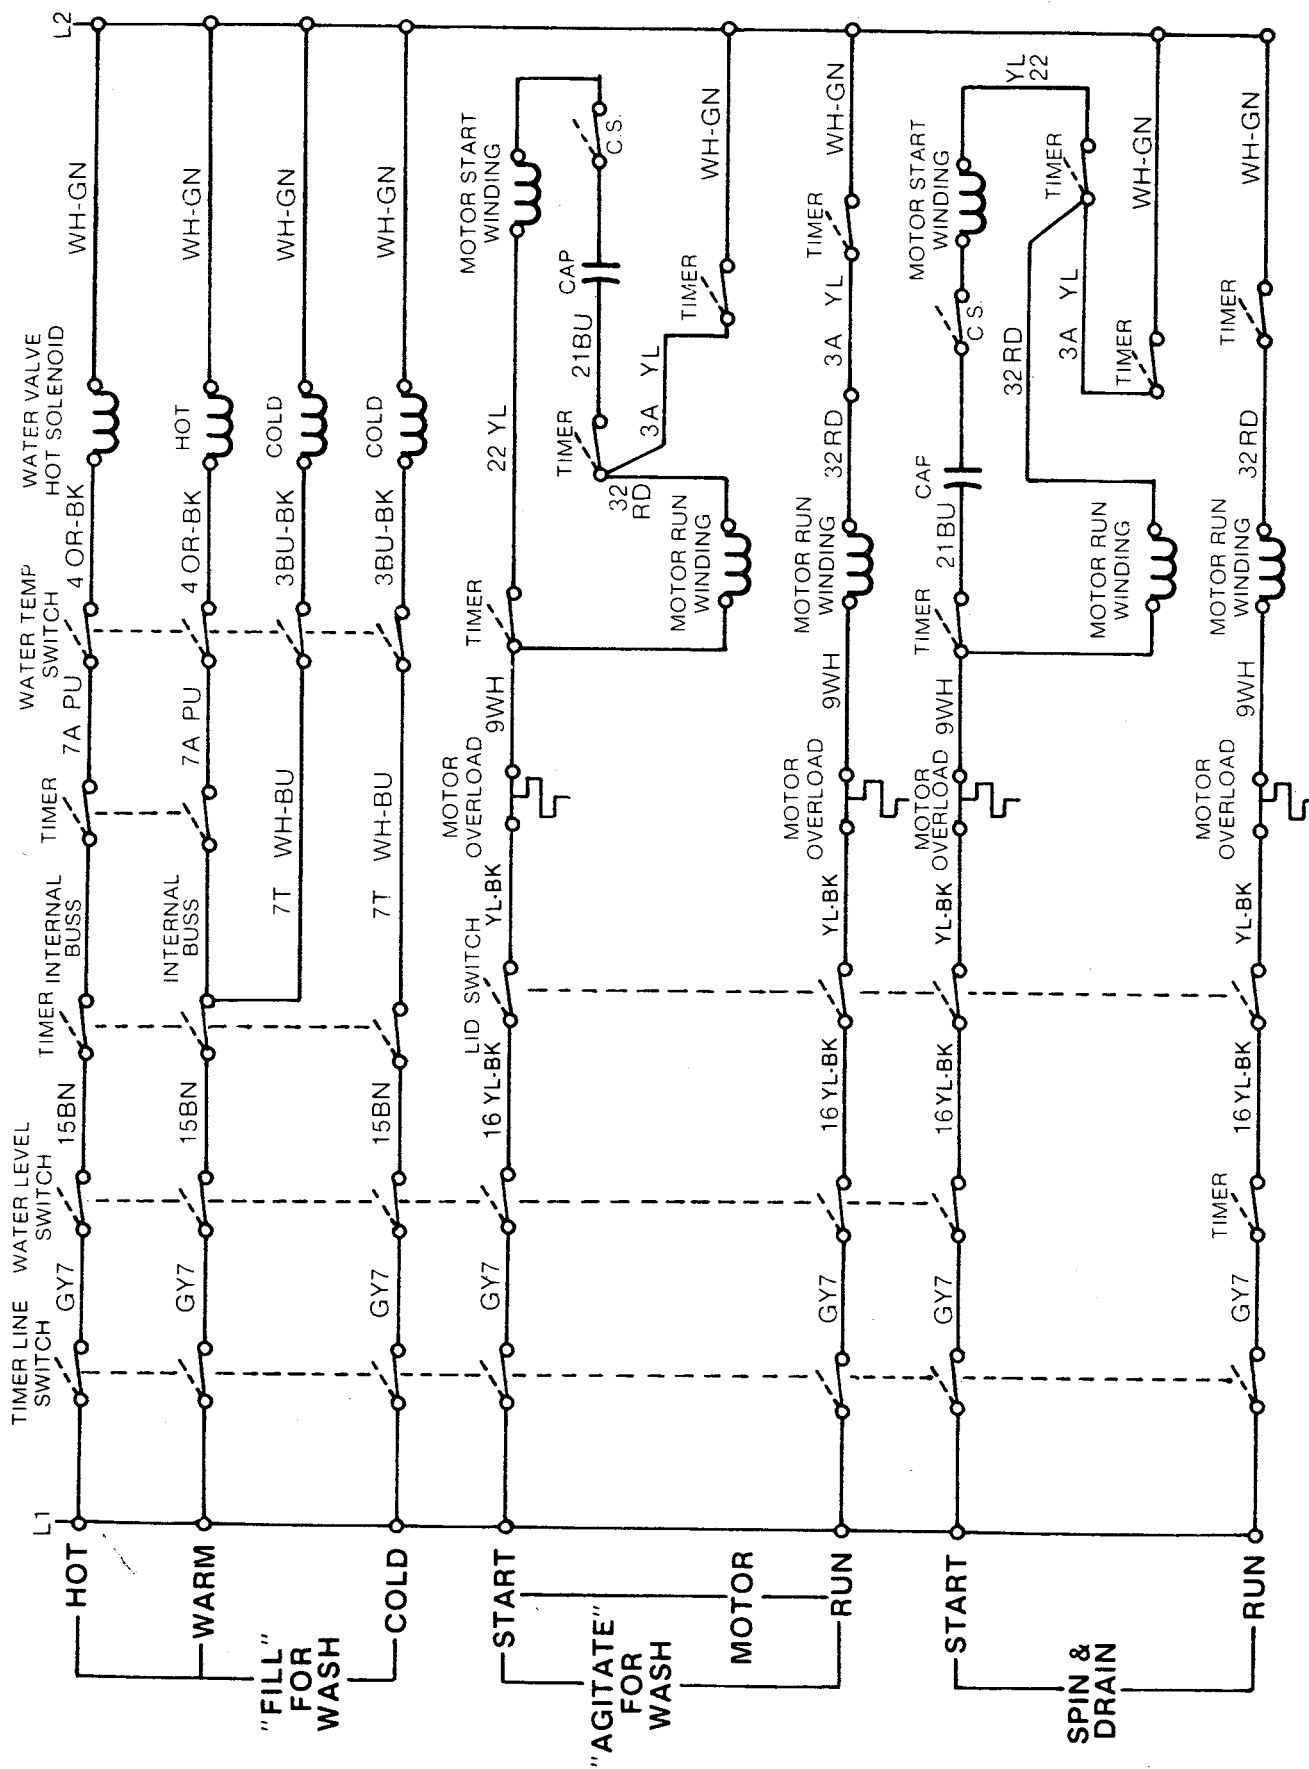 L1
L2
"FILL"
FOR
WASH
HOT
TIMER LINE
SWITCH
GY7
WATER LEVEL
SWITCH
15BN
TIMER
INTERNAL
BUSS
TIMER
7A PU
WATER TEMP
SWITCH
4 OR-BK
WATER VALVE
HOT SOLENOID
WH-GN
WARM
GY7
15BN
INTERNAL
BUSS
7A PU
4 OR-BK
HOT
WH-GN
7T WH-BU
3BU-BK
COLD
WH-GN
COLD
GY7
15BN
7T WH-BU
3BU-BK
COLD
WH-GN
"AGITATE"
FOR
WASH
MOTOR
START
GY7
16 YL-BK
LID SWITCH
YL-BK
MOTOR
OVERLOAD
9WH
TIMER
22 YL
MOTOR START
WINDING
TIMER
21BU
CAP
C.S.
32
RD
3A YL
MOTOR RUN
WINDING
TIMER
WH-GN
RUN
GY7
16 YL-BK
YL-BK
MOTOR
OVERLOAD
9WH
MOTOR RUN
WINDING
32RD
3A YL
TIMER
WH-GN
SPIN &
DRAIN
START
GY7
16 YL-BK
YL-BK
MOTOR
OVERLOAD
9WH
TIMER
21BU
CAP
C.S.
MOTOR START
WINDING
YL
22
32RD
TIMER
3A YL
MOTOR RUN
WINDING
TIMER
WH-GN
RUN
GY7
TIMER
16 YL-BK
YL-BK
MOTOR
OVERLOAD
9WH
MOTOR RUN
WINDING
32RD
TIMER
WH-GN